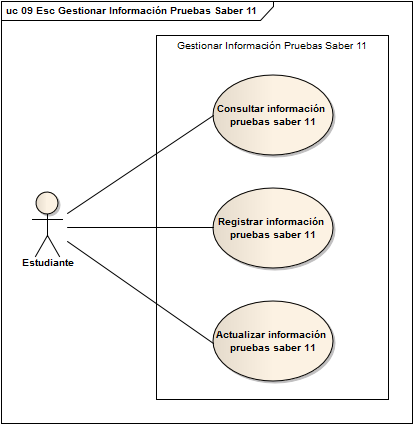 uc 09 Esc Gestionar Información Pruebas Saber 11
Gestionar Información Pruebas Saber 11
Consultar información
pruebas saber 11
Registrar información
pruebas saber 11
Estudiante
Actualizar información
pruebas saber 11